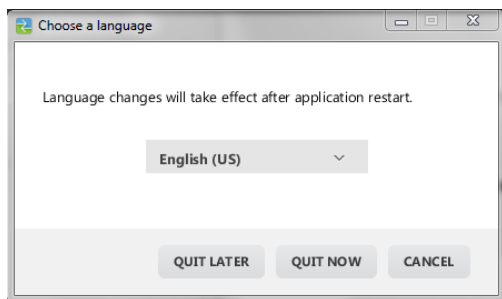 Choose a language
Language changes will take effect after application restart.
English (US)
QUIT LATER QUIT NOW CANCEL